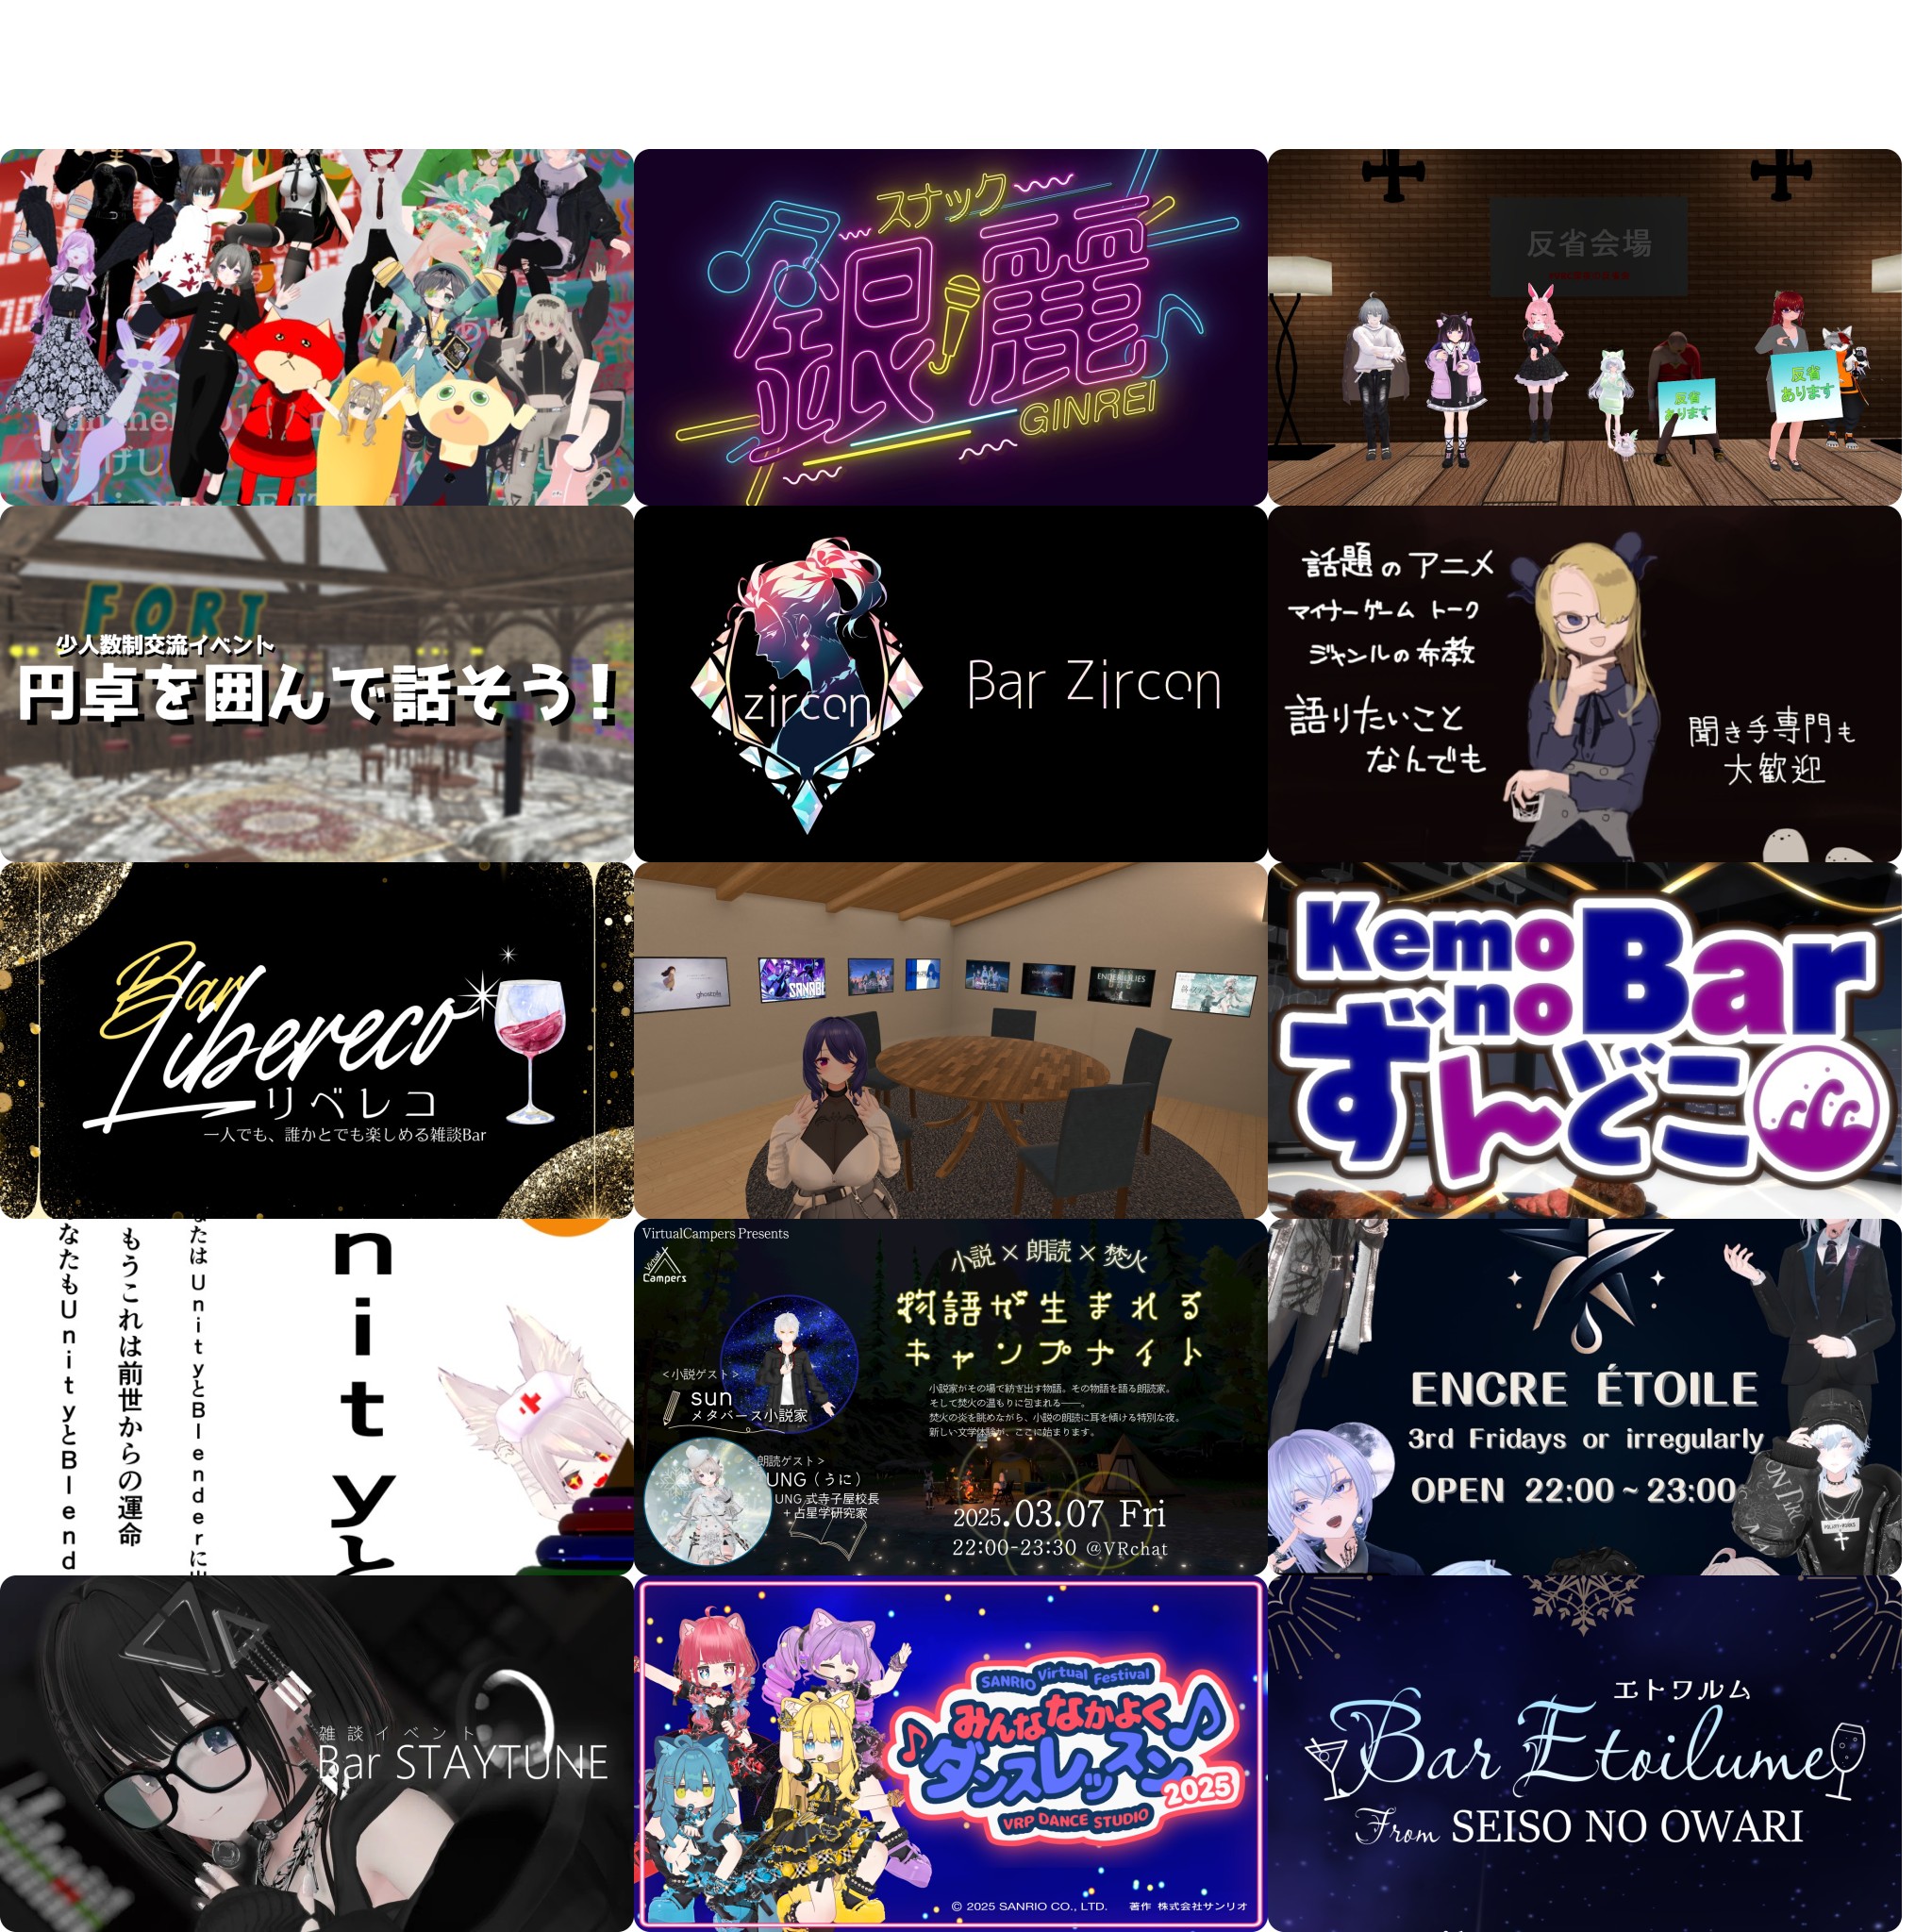 スナック
銀麗
GINREI
反省会場
反省
あります
反省
あります
FORT
少人数制交流イベント
円卓を囲んで話そう!
zircon
Bar Zircon
話題のアニメ
マイナーゲーム トーク
ジャンルの布教
語りたいこと
なんでも
聞き手専門も
大歓迎
Bar
Libereco
リベレコ
一人でも、誰かとでも楽しめる雑談Bar
ghostpia
SANABI
ENDER LILIES
Kemo
no
Bar
ずんどこ
nityと
たは UnityとBlenderに
もうこれは前世からの運命
なたもUnityとBlend
VirtualCampers Presents
Virtual
Campers
小説×朗読×焚火
物語が生まれる
キャンプナイト
<小説ゲスト>
sun
メタバース小説家
小説家がその場で紡ぎ出す物語。その物語を語る朗読家。
そして焚火の温もりに包まれる――。
焚火の炎を眺めながら、小説の朗読に耳を傾ける特別な夜。
新しい文学体験が、ここに始まります。
<朗読ゲスト>
UNG(うに)
UNG式寺子屋校長
+占星学研究家
2025.03.07 Fri
22:00-23:30 @VRchat
ENCRE ÉTOILE
3rd Fridays or irregularly
OPEN 22:00~23:00
雑談イベント
Bar STAYTUNE
SANRIO Virtual Festival
みんななかよく
ダンスレッスン
2025
VRP DANCE STUDIO
© 2025 SANRIO CO., LTD. 著作 株式会社サンリオ
エトワルム
Bar Etoilume
From SEISO NO OWARI